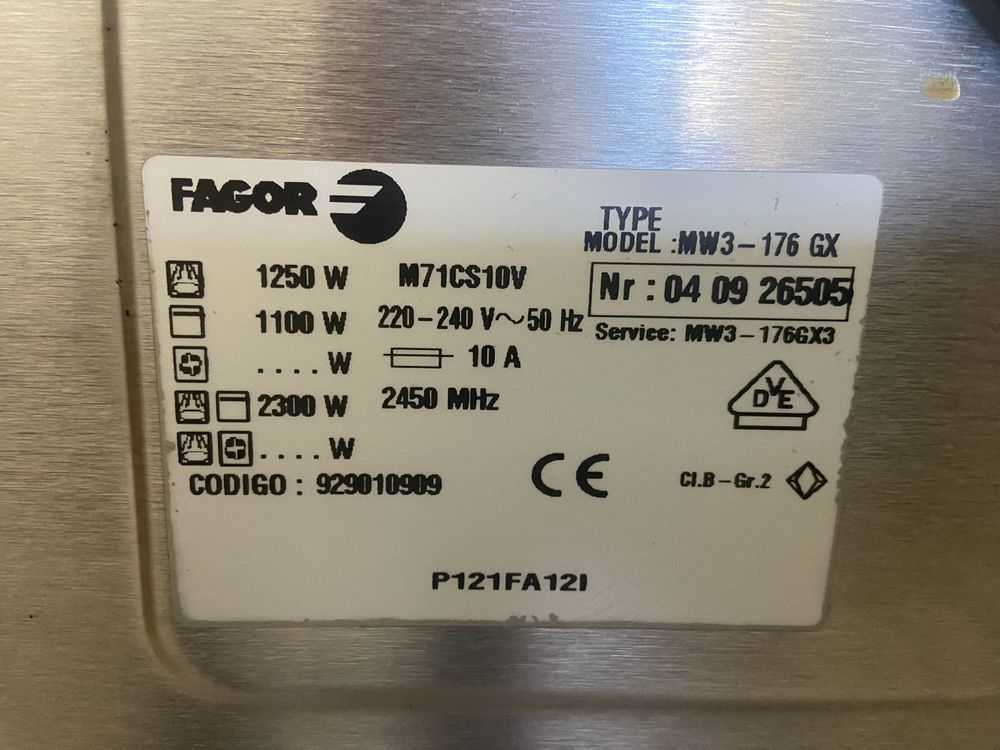 FAGOR
TYPE
MODEL :MW3-176 GX
1250 W M71CS10V
Nr : 04 09 26505
1100 W 220-240 V~50 Hz
Service: MW3-176GX3
....W 10 A
2300 W 2450 MHz
DVE
....W
CODIGO : 929010909
CE
Cl.B-Gr.2
P121FA12I